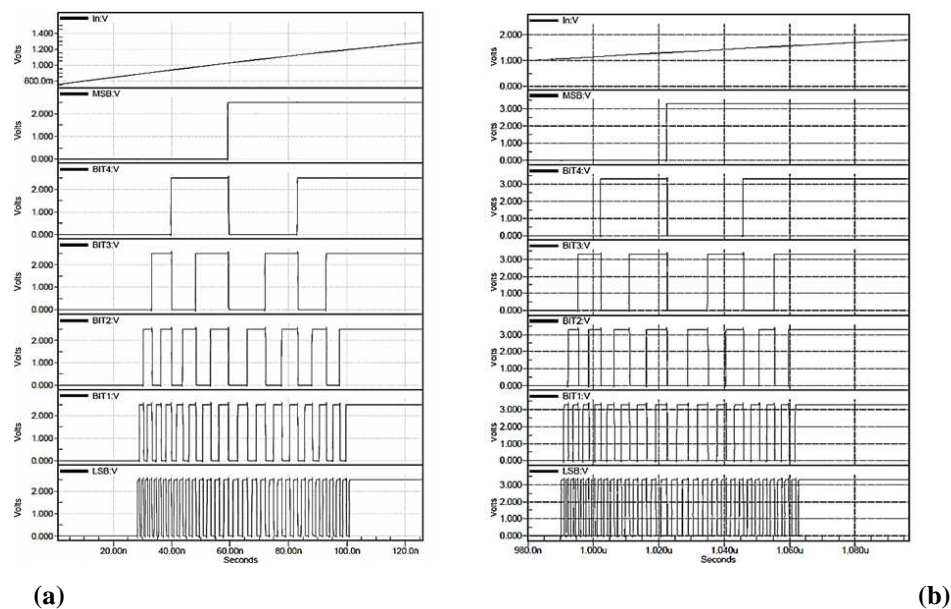 In:V
Volts
1.400
1.200
1.000
800.0m
MSB:V
Volts
2.000
1.000
0.000
BIT4:V
Volts
2.000
1.000
0.000
BIT3:V
Volts
2.000
1.000
0.000
BIT2:V
Volts
2.000
1.000
0.000
BIT1:V
Volts
2.000
1.000
0.000
LSB:V
Volts
2.000
1.000
0.000
20.00n 40.00n 60.00n 80.00n 100.0n 120.0n
Seconds
(a)
In:V
Volts
2.000
1.000
0.000
MSB:V
Volts
3.000
2.000
1.000
0.000
BIT4:V
Volts
3.000
2.000
1.000
0.000
BIT3:V
Volts
3.000
2.000
1.000
0.000
BIT2:V
Volts
3.000
2.000
1.000
0.000
BIT1:V
Volts
3.000
2.000
1.000
0.000
LSB:V
Volts
3.000
2.000
1.000
0.000
980.0n 1.000u 1.020u 1.040u 1.060u 1.080u
Seconds
(b)